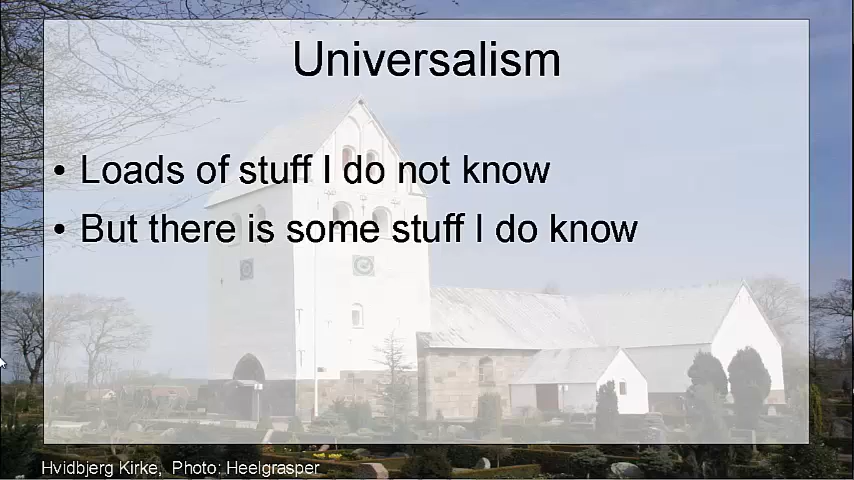 Universalism
• Loads of stuff I do not know
• But there is some stuff I do know
Hvidbjerg Kirke, Photo: Heelgrasper